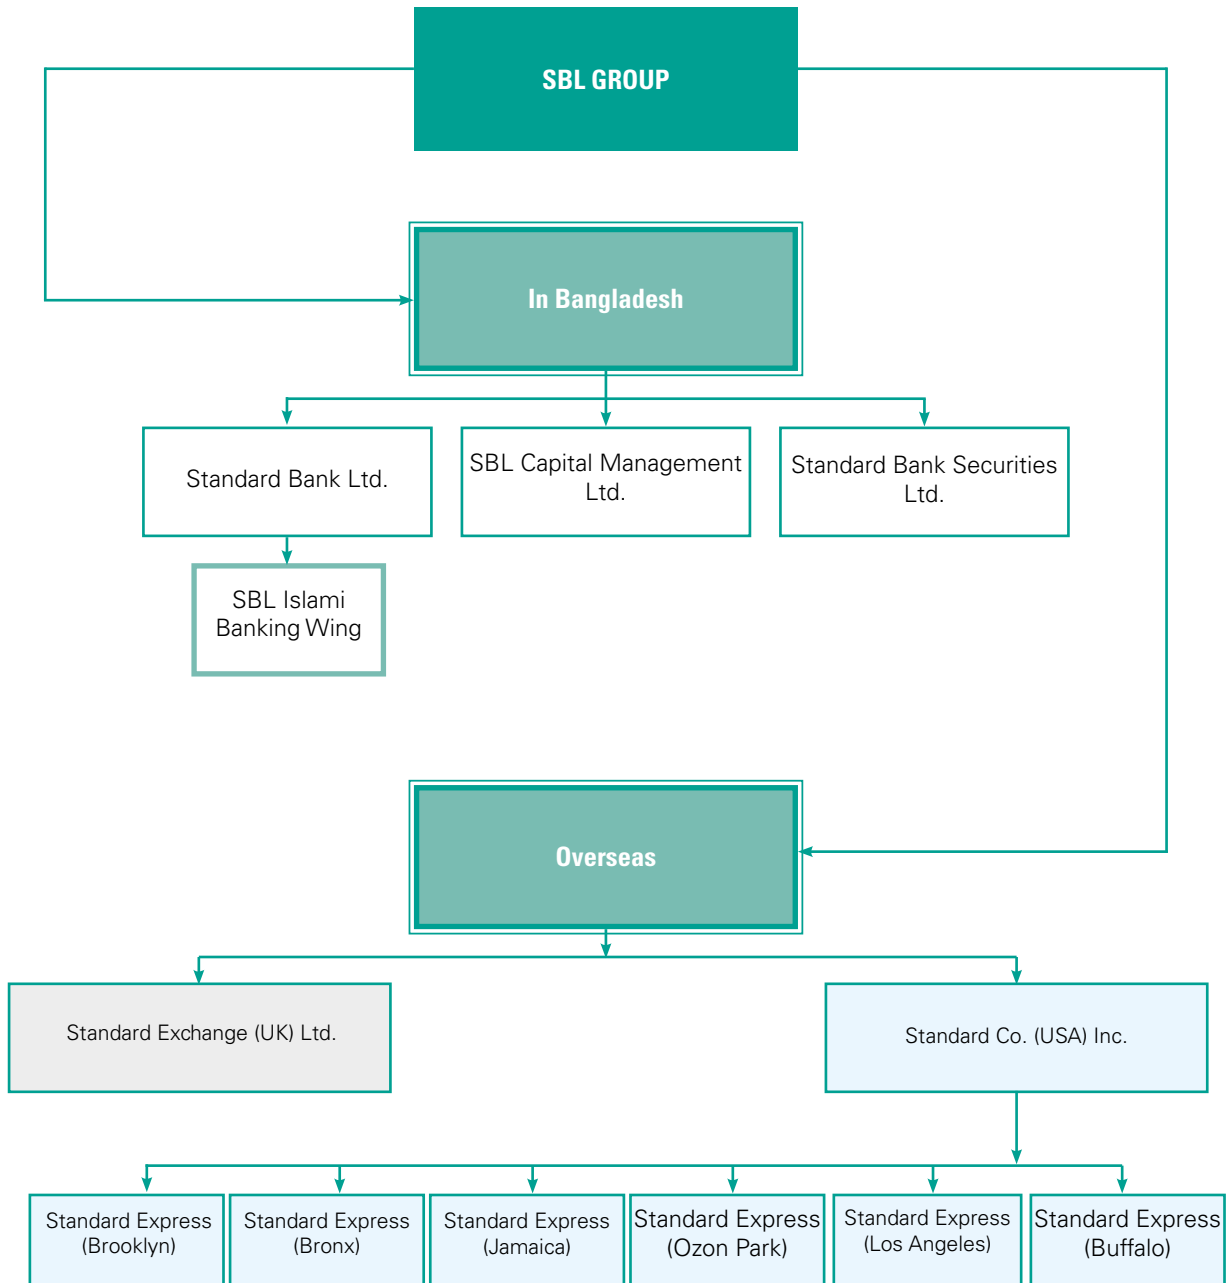 SBL GROUP
In Bangladesh
Standard Bank Ltd.
SBL Capital Management
Ltd.
Standard Bank Securities
Ltd.
SBL Islami
Banking Wing
Overseas
Standard Exchange (UK) Ltd.
Standard Co. (USA) Inc.
Standard Express
(Brooklyn)
Standard Express
(Bronx)
Standard Express
(Jamaica)
Standard Express
(Ozon Park)
Standard Express
(Los Angeles)
Standard Express
(Buffalo)